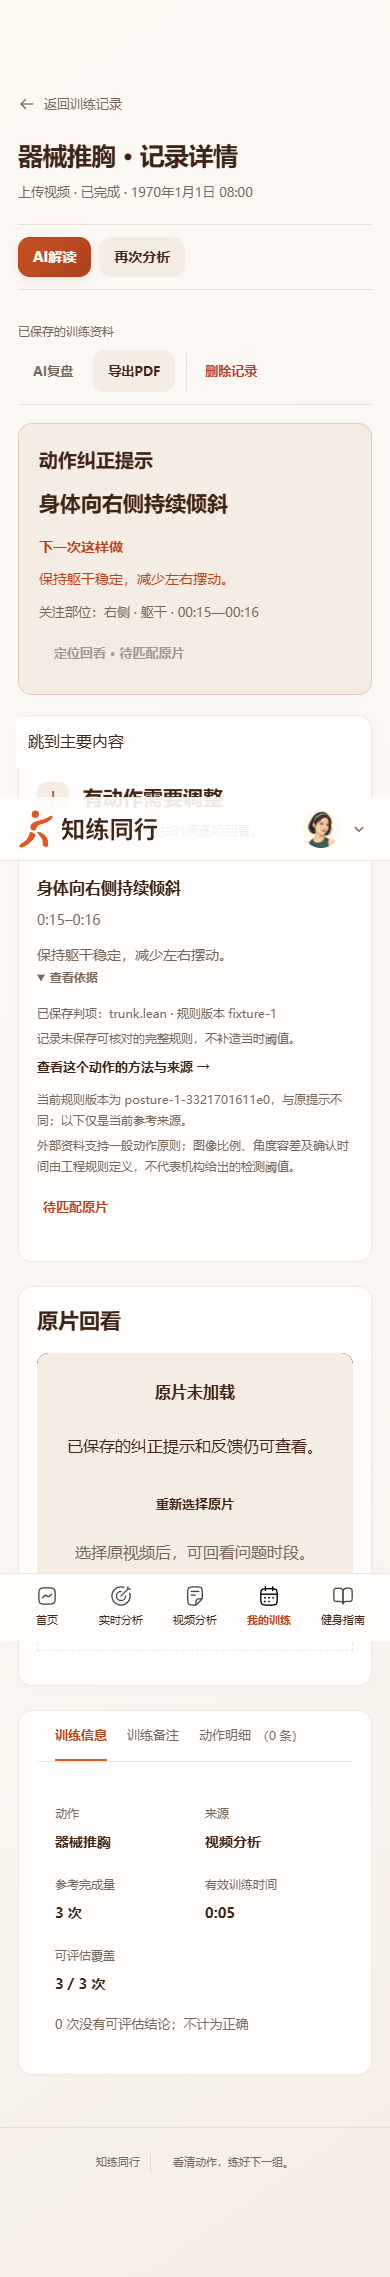 返回训练记录
器械推胸 • 记录详情
上传视频 · 已完成 · 1970年1月1日 08:00
AI解读
再次分析
已保存的训练资料
AI复盘
导出PDF
删除记录
动作纠正提示
身体向右侧持续倾斜
下一次这样做
保持躯干稳定，减少左右摆动。
关注部位：右侧 · 躯干 · 00:15—00:16
定位回看 • 待匹配原片
跳到主要内容
有动作需要调整
按时间逐项回看。
知练同行
身体向右侧持续倾斜
0:15–0:16
保持躯干稳定，减少左右摆动。
▼ 查看依据
已保存判项：trunk.lean · 规则版本 fixture-1
记录未保存可核对的完整规则，不补造当时阈值。
查看这个动作的方法与来源 →
当前规则版本为 posture-1-3321701611e0，与原提示不
同；以下仅是当前参考来源。
外部资料支持一般动作原则；图像比例、角度容差及确认时
间由工程规则定义，不代表机构给出的检测阈值。
待匹配原片
原片回看
原片未加载
已保存的纠正提示和反馈仍可查看。
重新选择原片
选择原视频后，可回看问题时段。
首页
实时分析
视频分析
我的训练
健身指南
训练信息
训练备注
动作明细 （0 条）
动作
来源
器械推胸
视频分析
参考完成量
有效训练时间
3 次
0:05
可评估覆盖
3 / 3 次
0 次没有可评估结论；不计为正确
知练同行
看清动作，练好下一组。